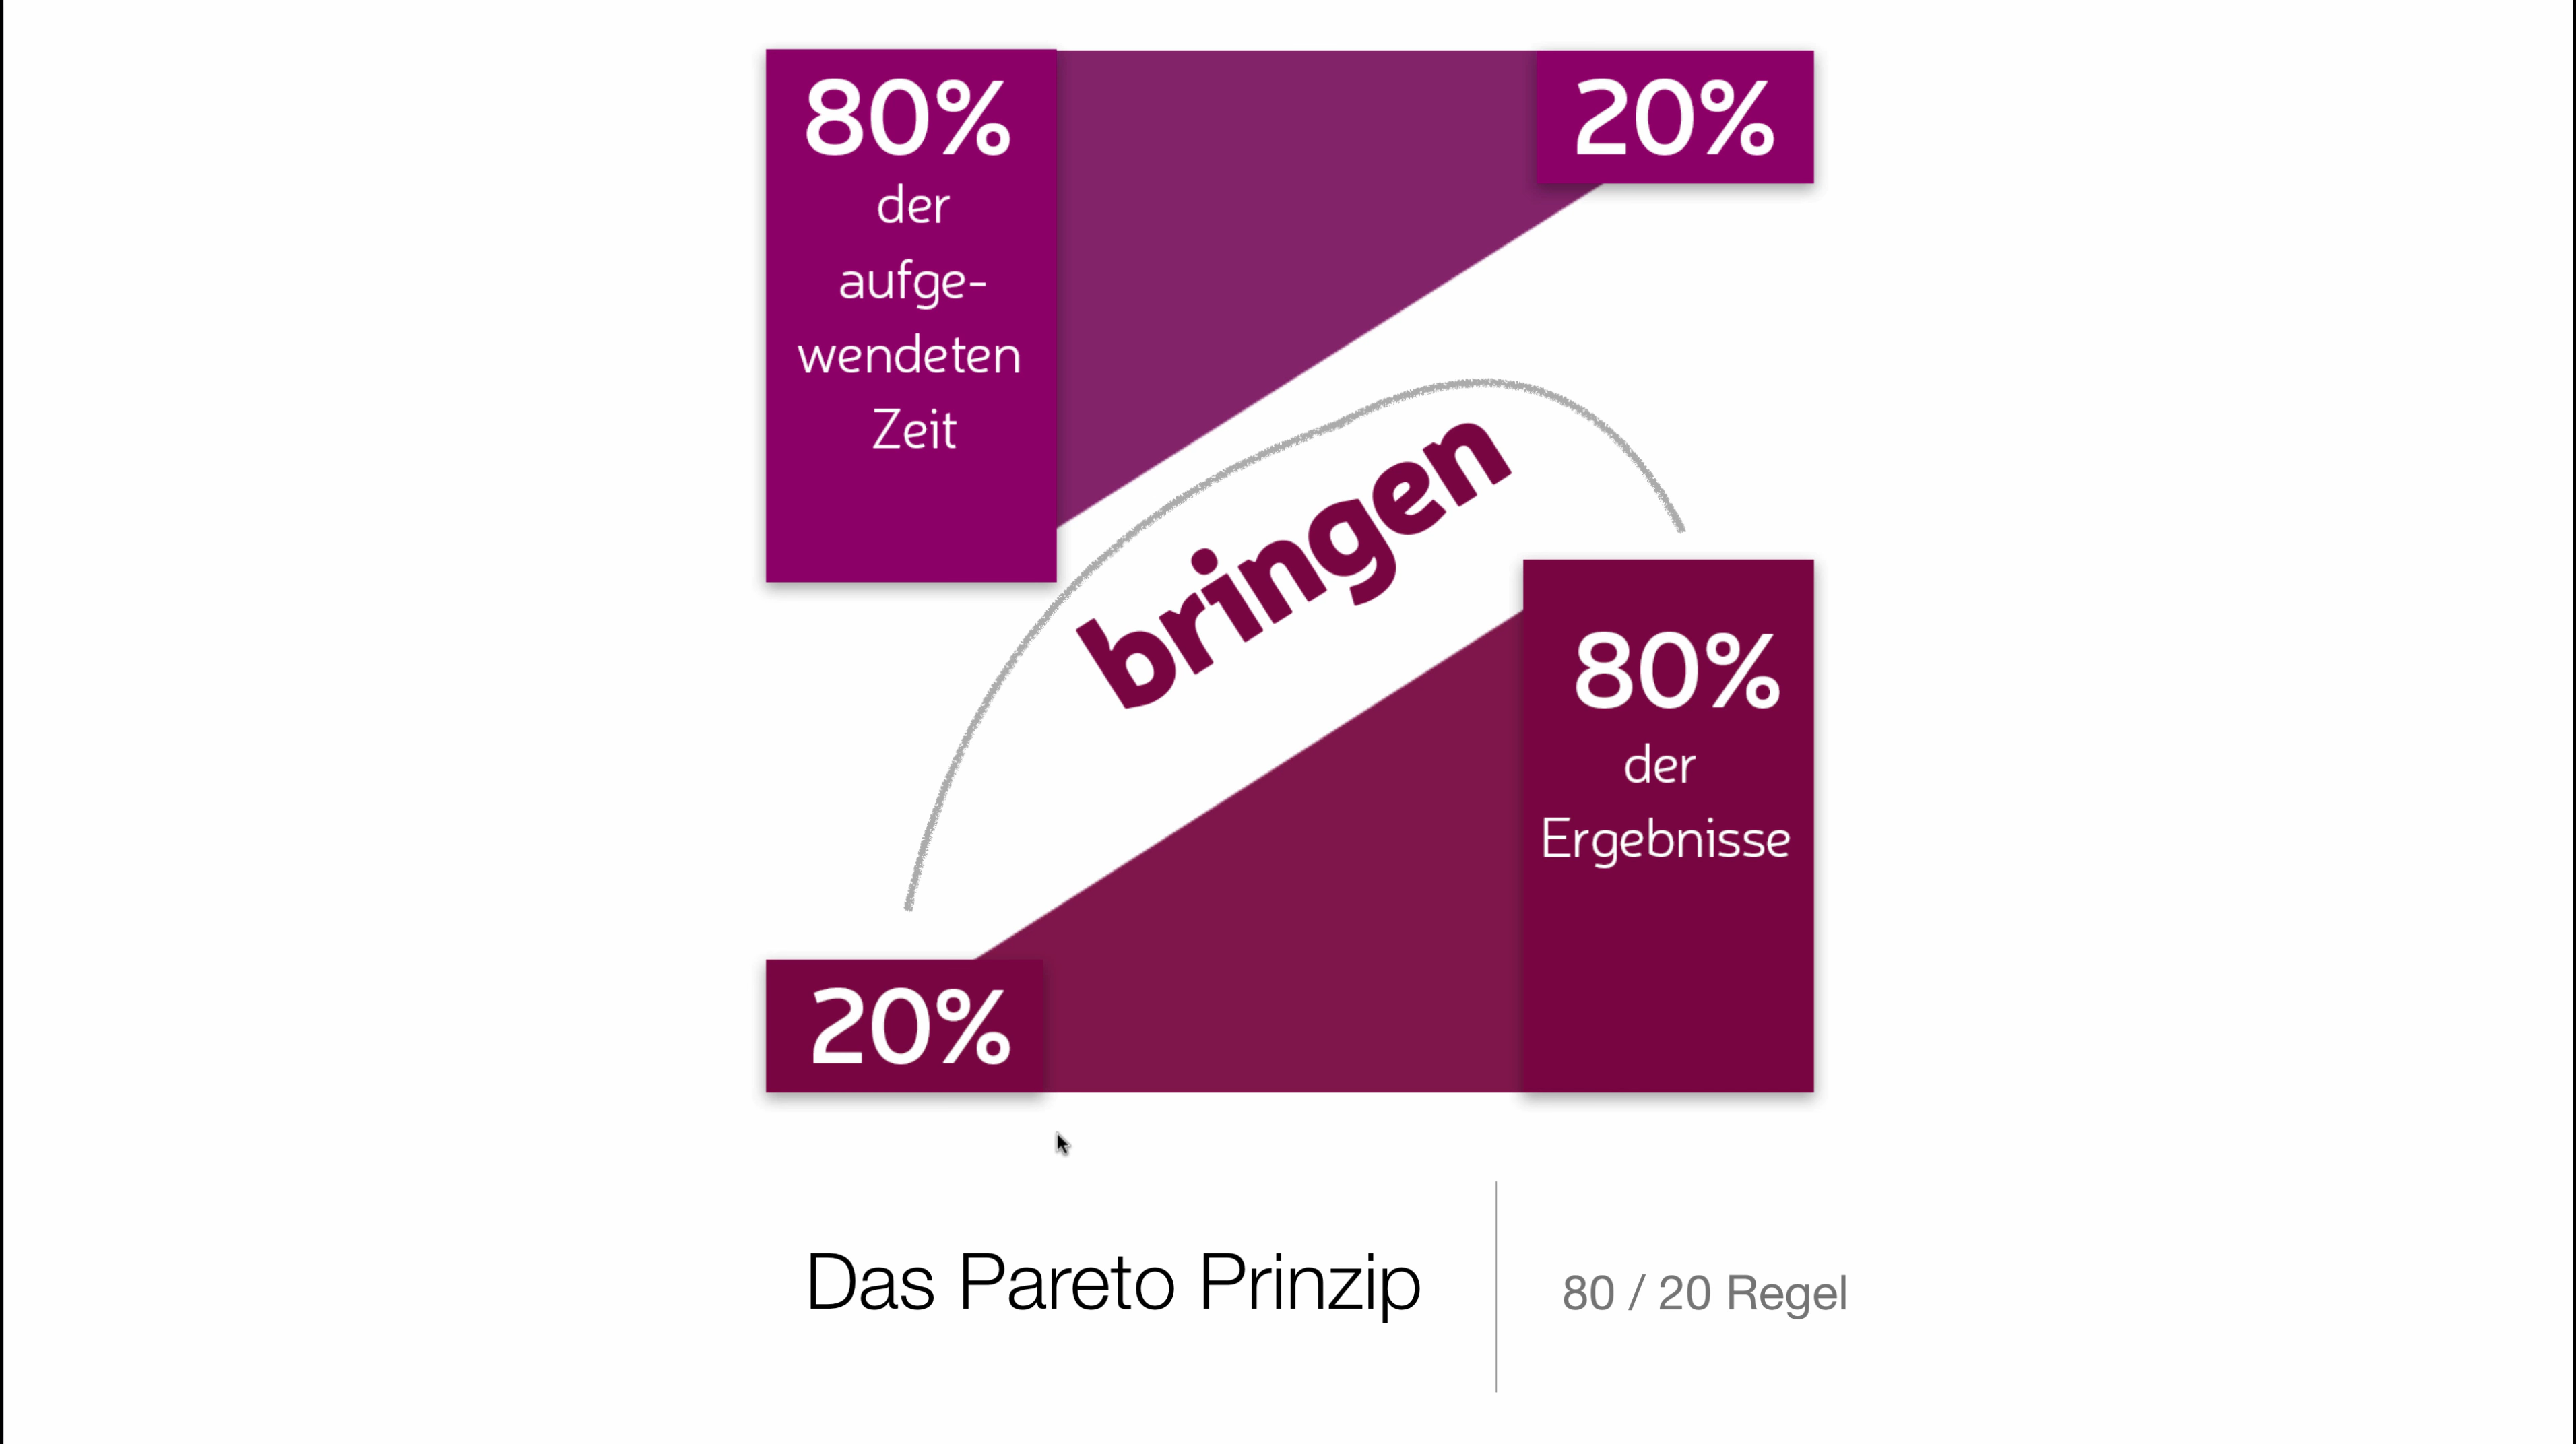 80%
der
aufge-
wendeten
Zeit
20%
bringen
20%
80%
der
Ergebnisse
Das Pareto Prinzip
80 / 20 Regel